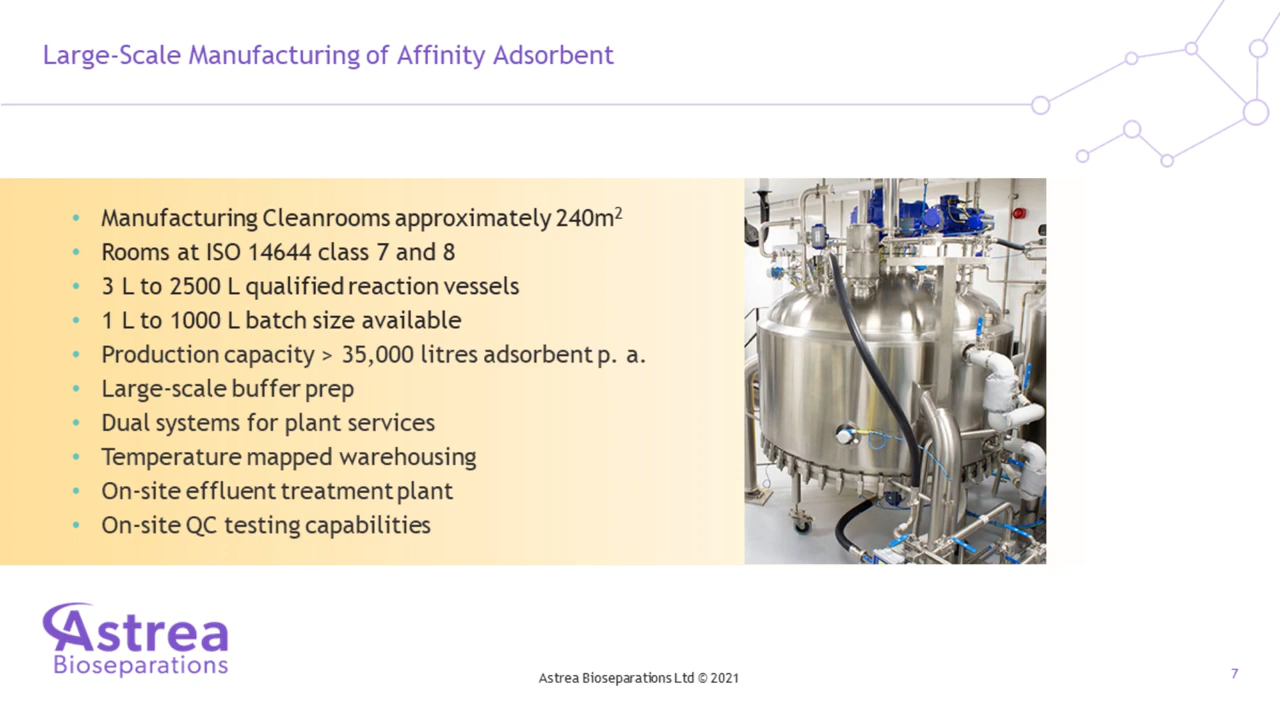 Large-Scale Manufacturing of Affinity Adsorbent
• Manufacturing Cleanrooms approximately 240m²
• Rooms at ISO 14644 class 7 and 8
• 3 L to 2500 L qualified reaction vessels
• 1 L to 1000 L batch size available
• Production capacity > 35,000 litres adsorbent p. a.
• Large-scale buffer prep
• Dual systems for plant services
• Temperature mapped warehousing
• On-site effluent treatment plant
• On-site QC testing capabilities
Astrea
Bioseparations
Astrea Bioseparations Ltd © 2021
7